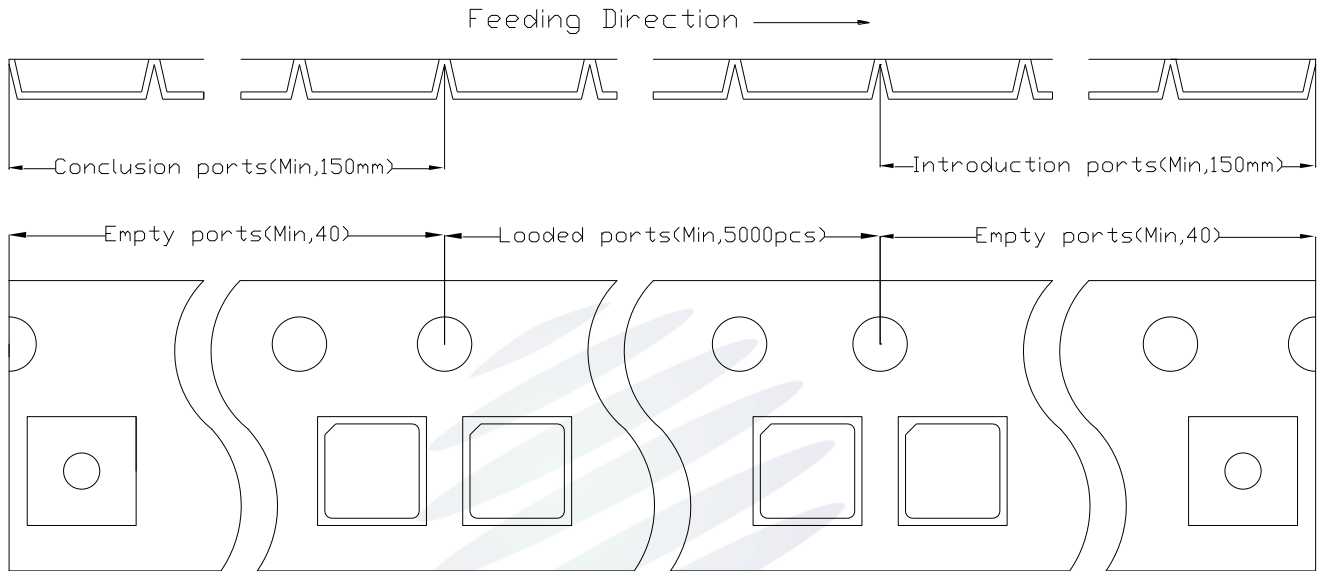 Feeding Direction
Conclusion ports(Min,150mm)
Introduction ports(Min,150mm)
Empty ports(Min,40)
Looded ports(Min,5000pcs)
Empty ports(Min,40)